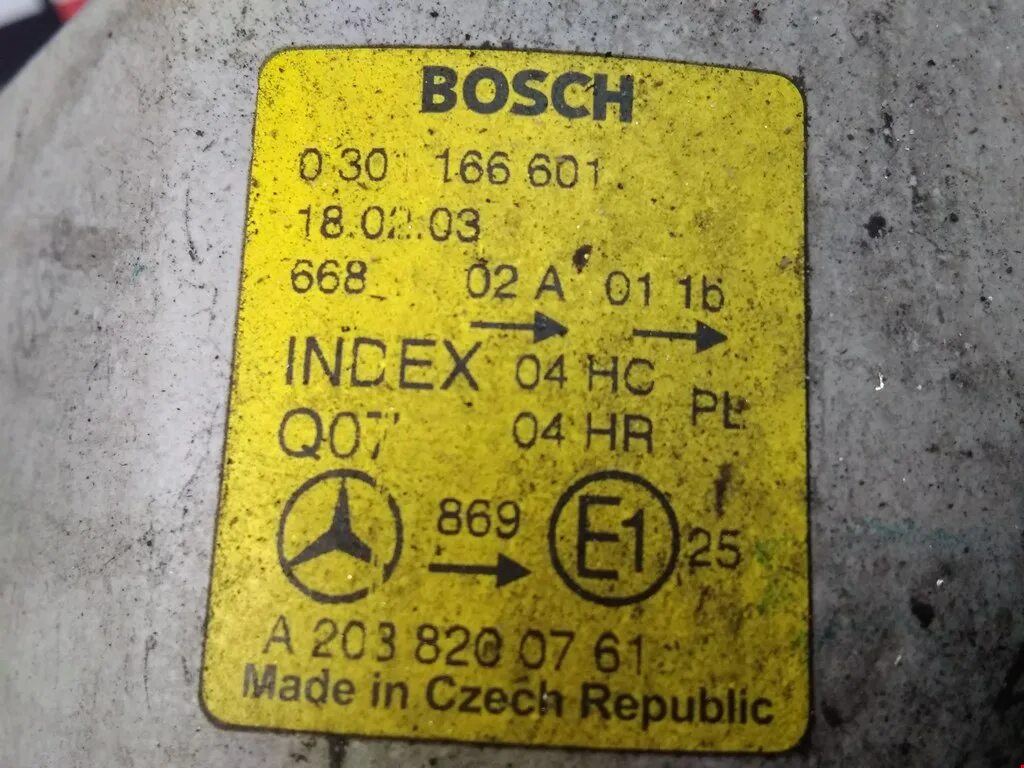 BOSCH
0 301 166 601
18.02.03
668 02 A 01 1b
INDEX 04 HC PL
Q07 04 HR
869 E1 25
A 203 820 07 61
Made in Czech Republic